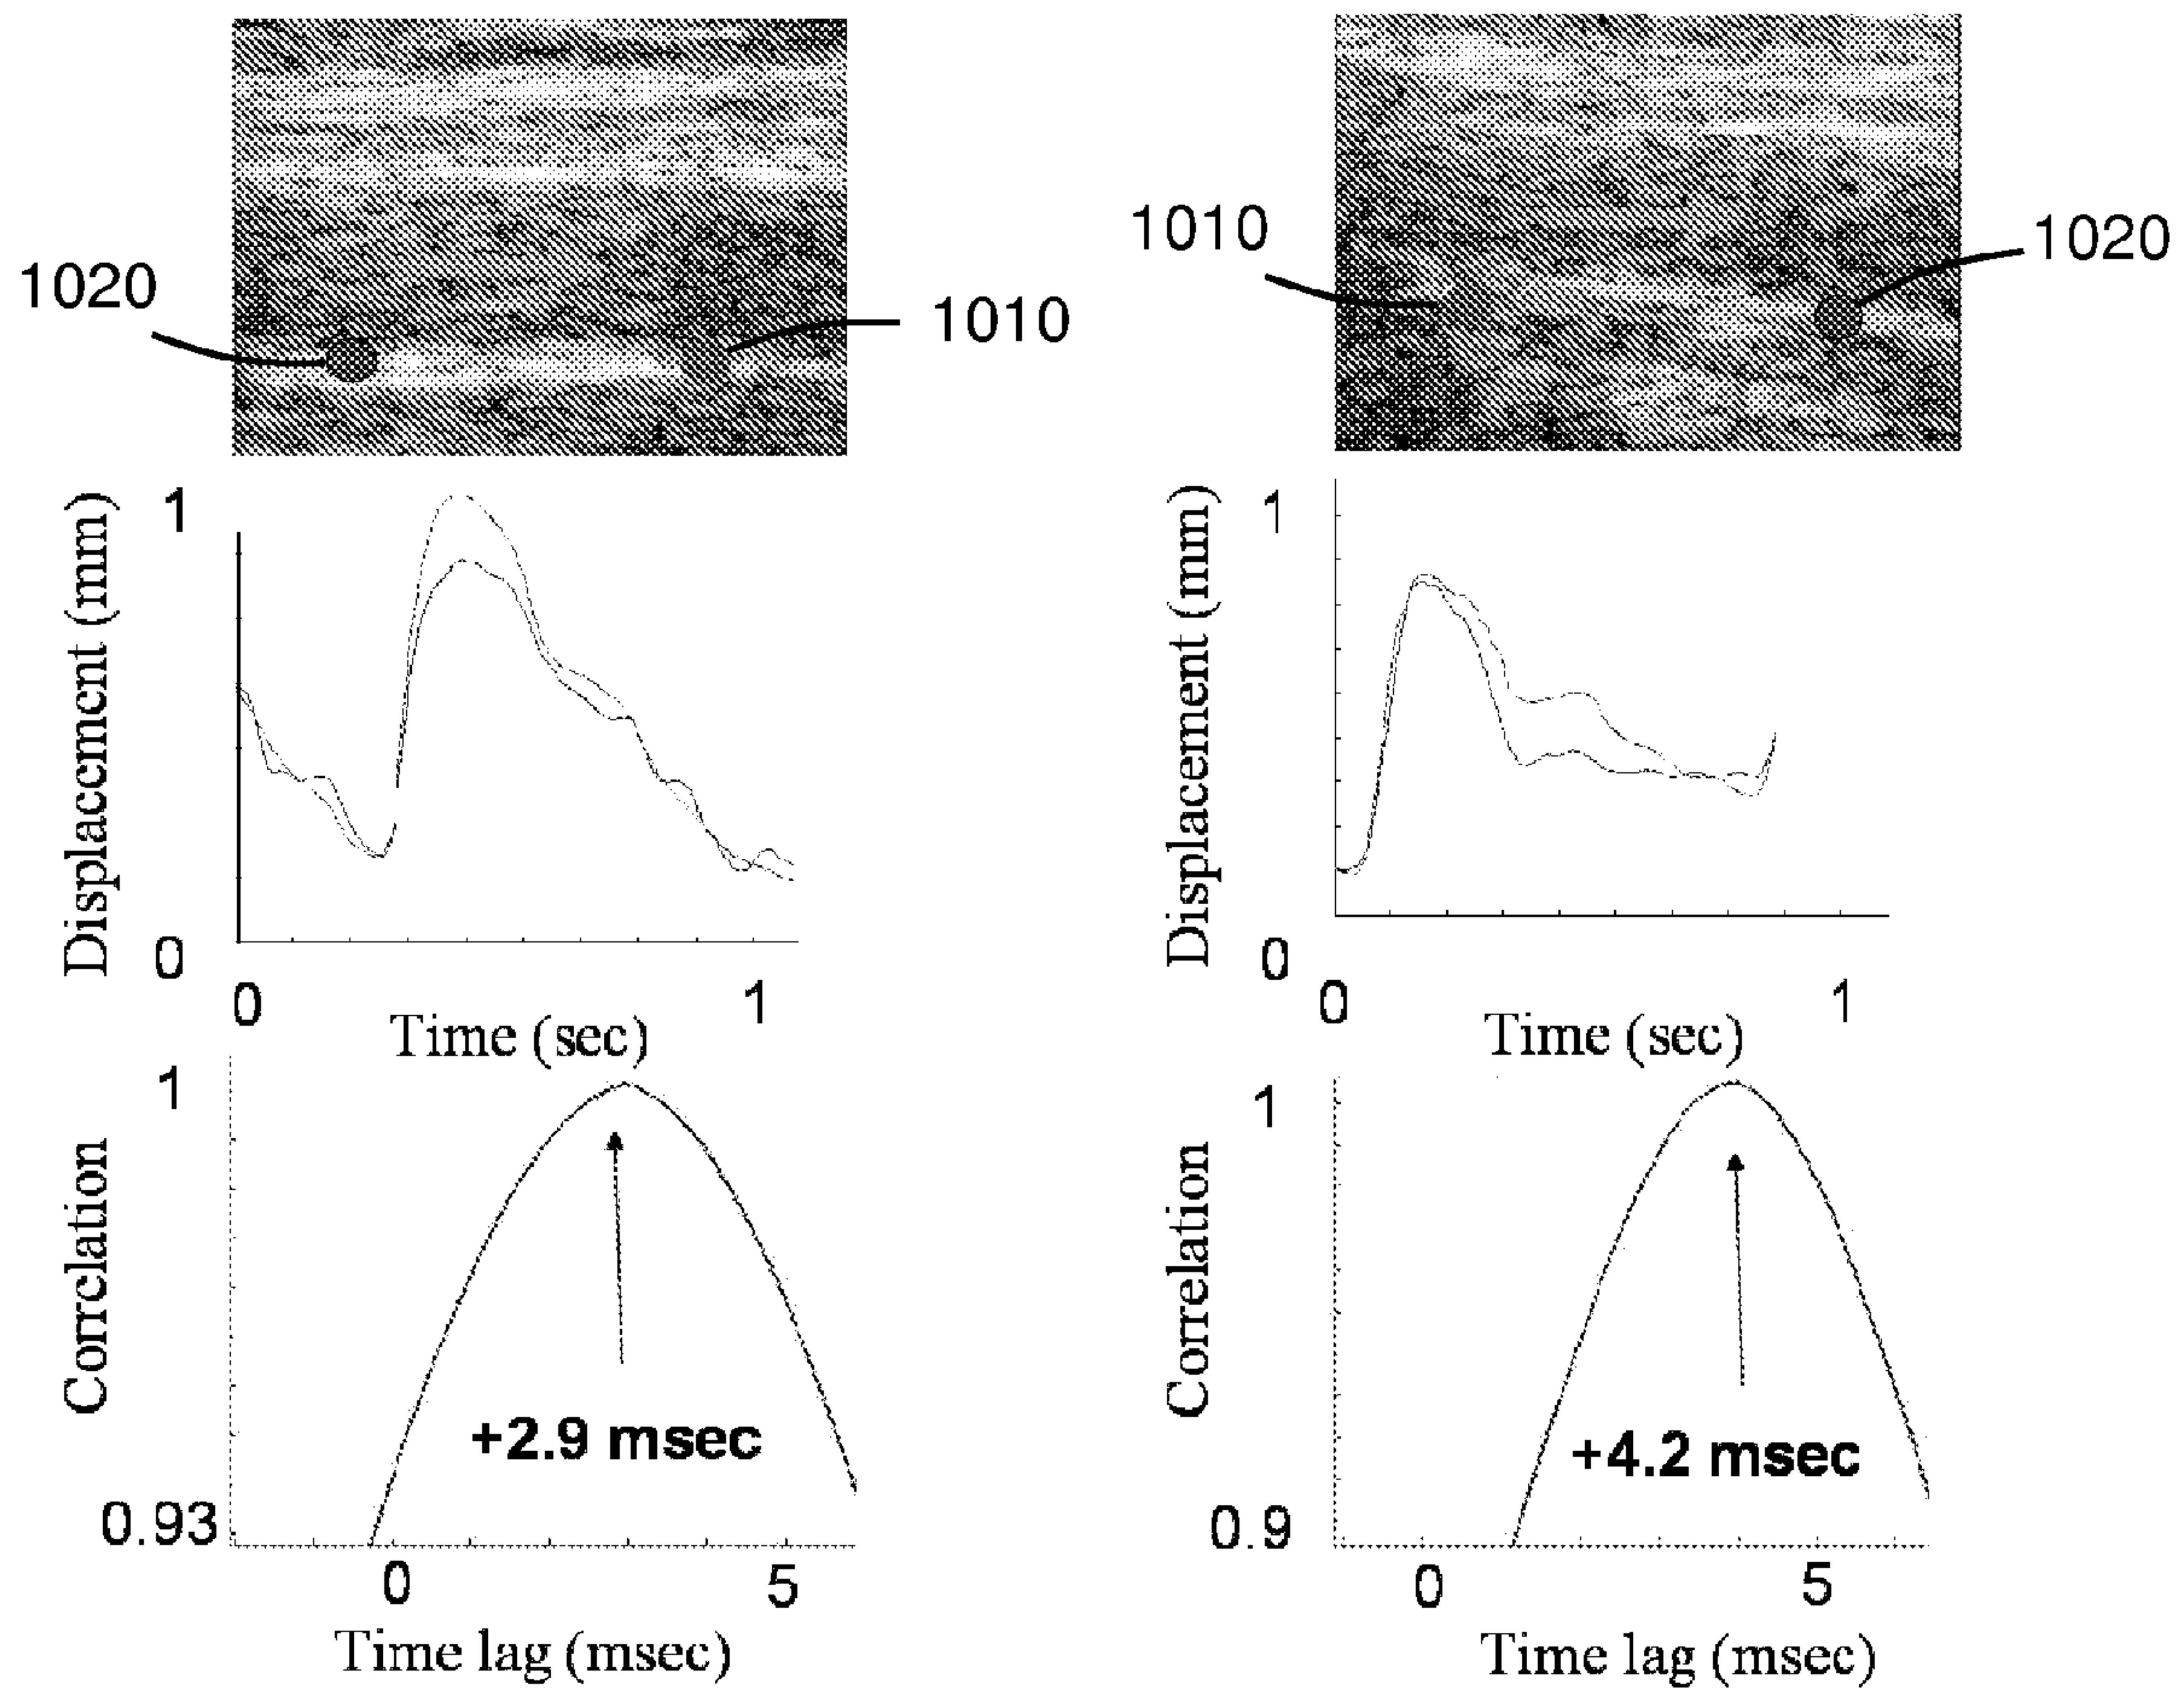 1020
1010
1010
1020
Displacement (mm)
1
0
0
1
Time (sec)
Displacement (mm)
1
0
0
1
Time (sec)
Correlation
1
0.93
+2.9 msec
0
5
Time lag (msec)
Correlation
1
0.9
+4.2 msec
0
5
Time lag (msec)